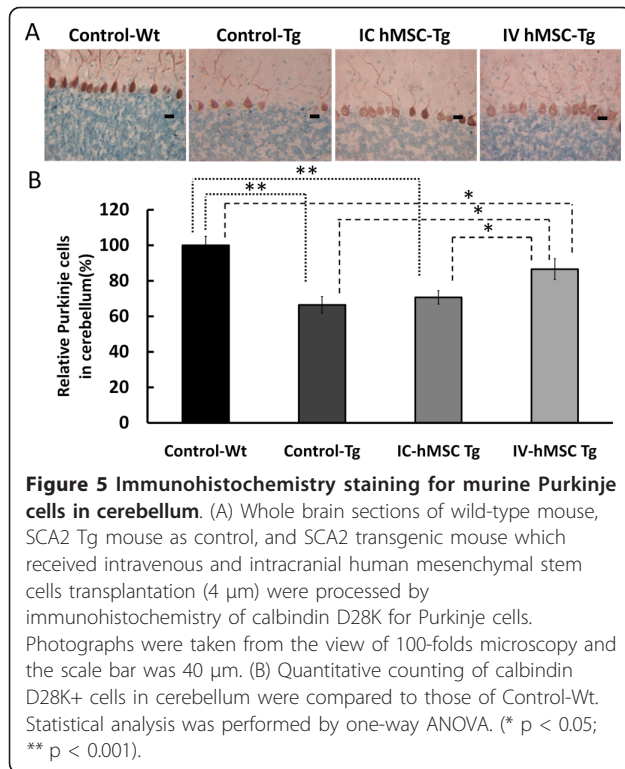 A
Control-Wt Control-Tg IC hMSC-Tg IV hMSC-Tg
B
** ** * * *
Relative Purkinje cells
in cerebellum(%)
120
100
80
60
40
20
0
Control-Wt Control-Tg IC-hMSC Tg IV-hMSC Tg
Figure 5 Immunohistochemistry staining for murine Purkinje
cells in cerebellum. (A) Whole brain sections of wild-type mouse,
SCA2 Tg mouse as control, and SCA2 transgenic mouse which
received intravenous and intracranial human mesenchymal stem
cells transplantation (4 μm) were processed by
immunohistochemistry of calbindin D28K for Purkinje cells.
Photographs were taken from the view of 100-folds microscopy and
the scale bar was 40 μm. (B) Quantitative counting of calbindin
D28K+ cells in cerebellum were compared to those of Control-Wt.
Statistical analysis was performed by one-way ANOVA. (* p < 0.05;
** p < 0.001).